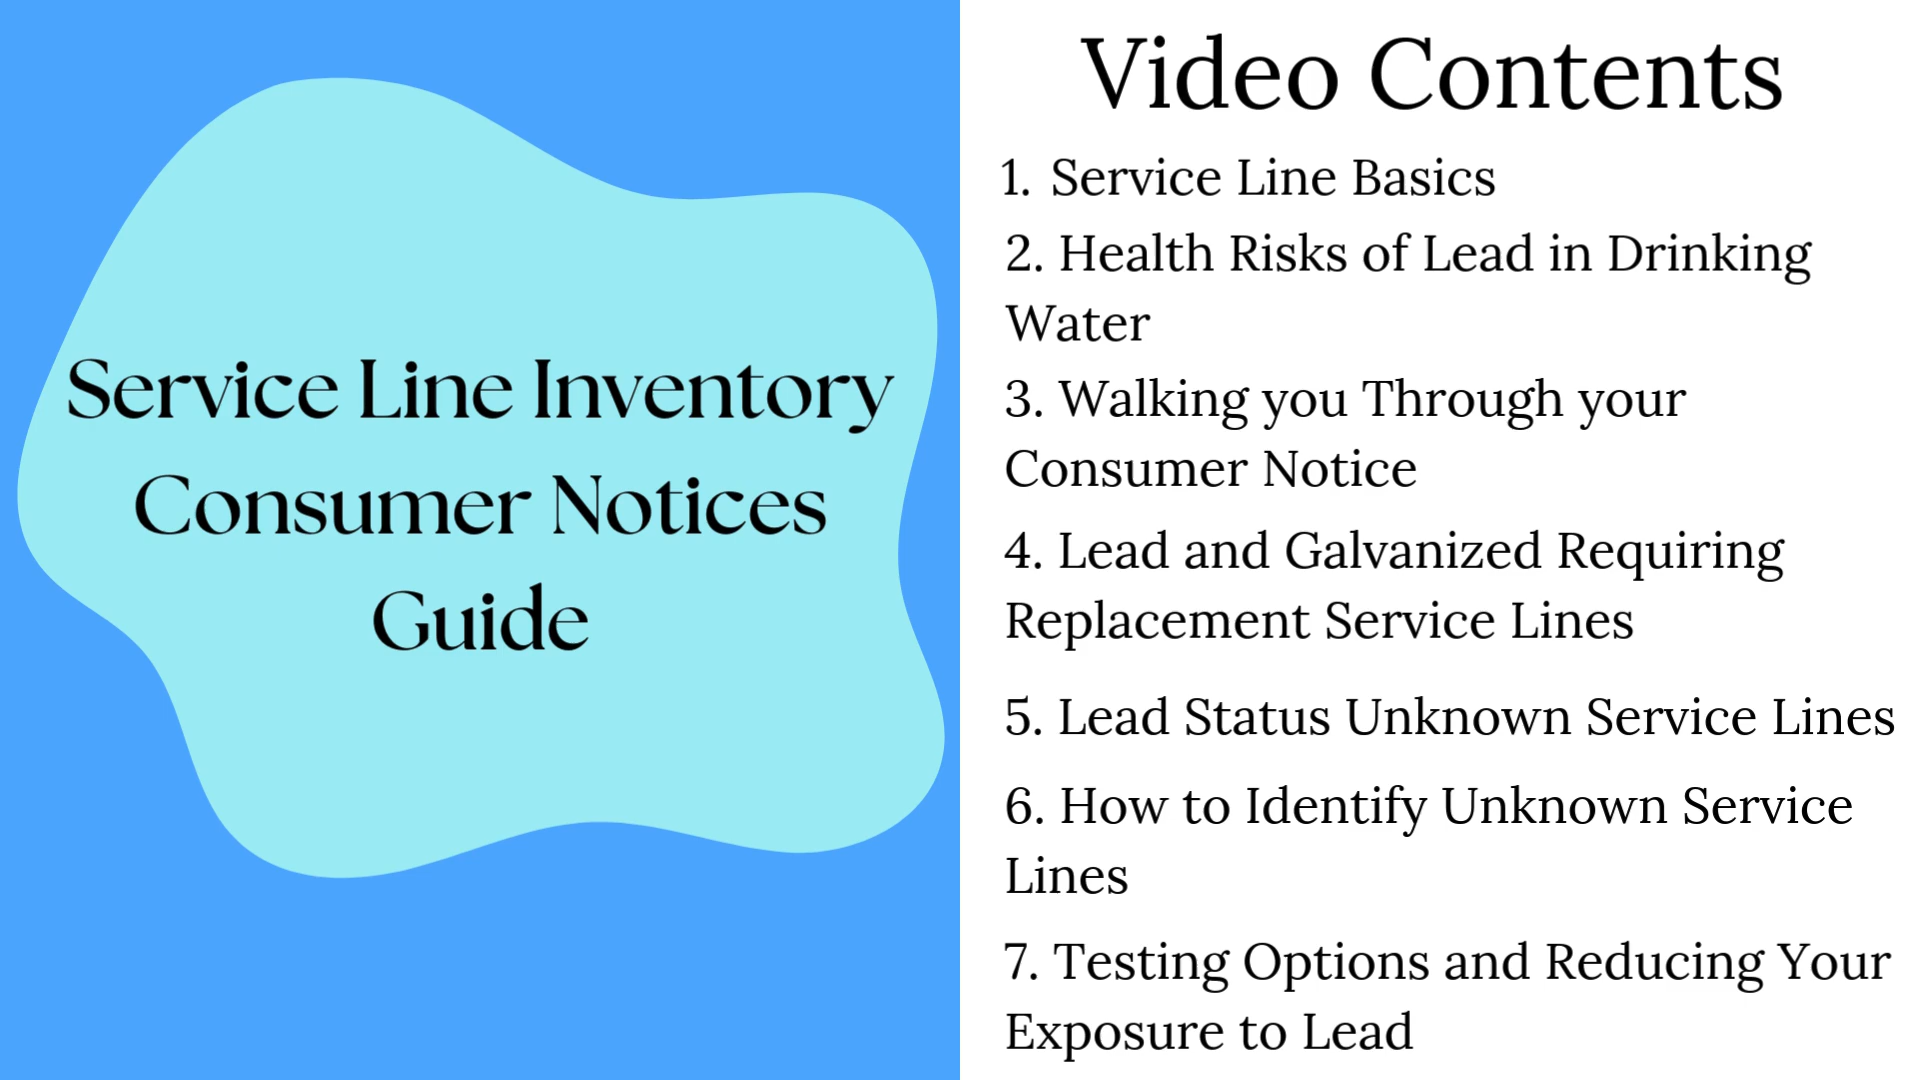 Service Line Inventory
Consumer Notices
Guide
Video Contents
1. Service Line Basics
2. Health Risks of Lead in Drinking
Water
3. Walking you Through your
Consumer Notice
4. Lead and Galvanized Requiring
Replacement Service Lines
5. Lead Status Unknown Service Lines
6. How to Identify Unknown Service
Lines
7. Testing Options and Reducing Your
Exposure to Lead